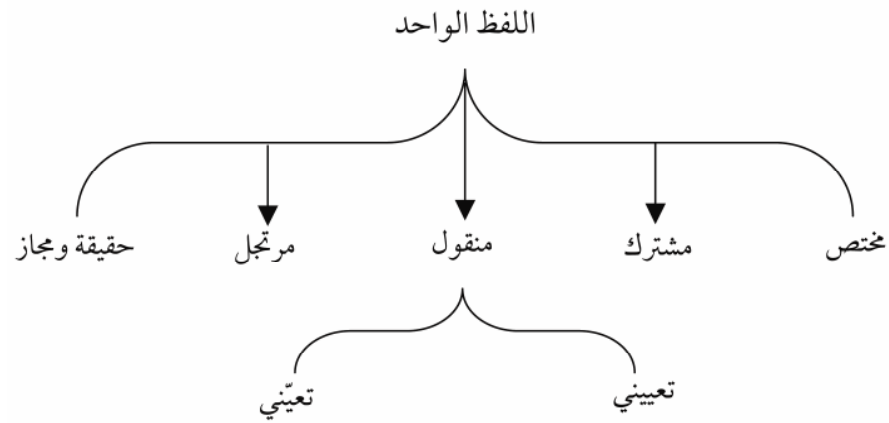 اللفظ الواحد
مختص
مشترك
منقول
مرتجل
حقيقة ومجاز
تعييني
تعيّني